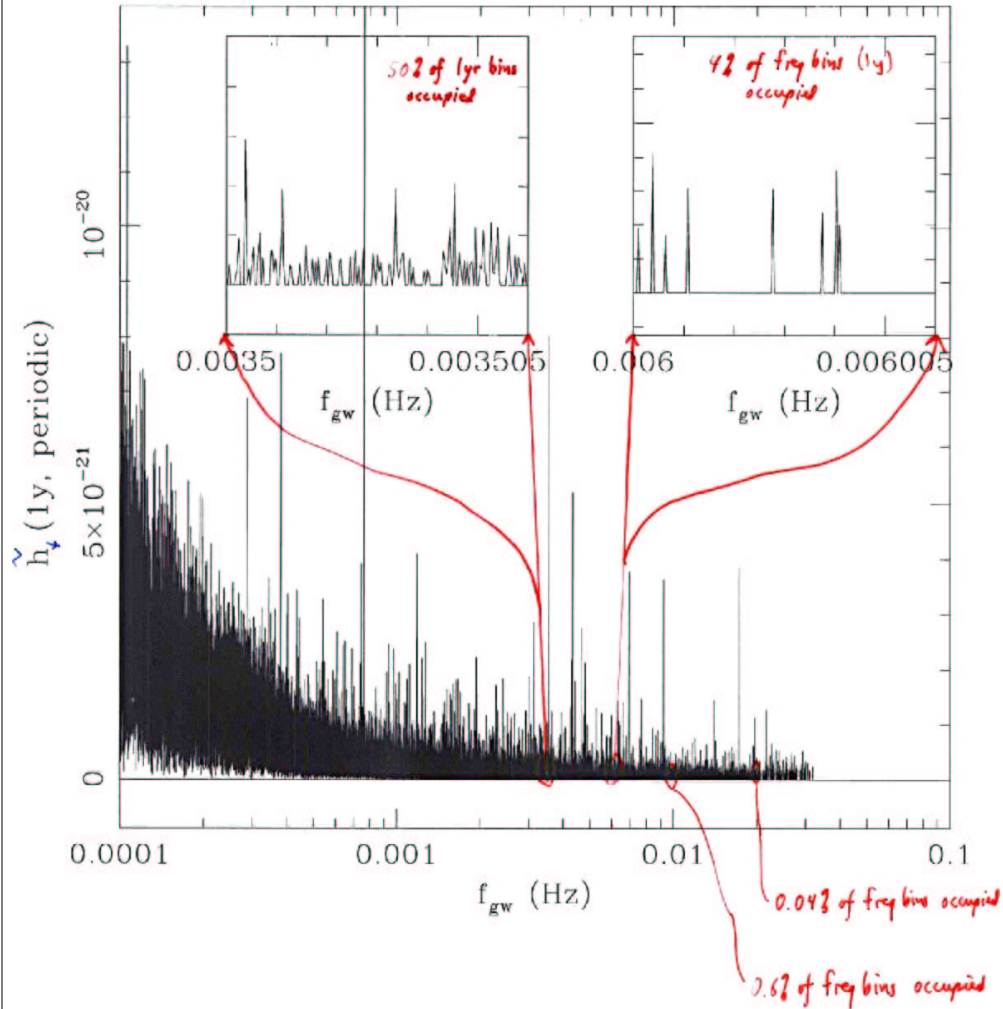 50% of 1yr bins
occupied
4% of freq bins (1y)
occupied
10⁻²⁰
5×10⁻²¹
0
h̃₊ (1y, periodic)
0.0035 0.003505
f_gw (Hz)
0.006 0.006005
f_gw (Hz)
0.0001 0.001 0.01 0.1
f_gw (Hz)
0.04% of freq bins occupied
0.6% of freq bins occupied